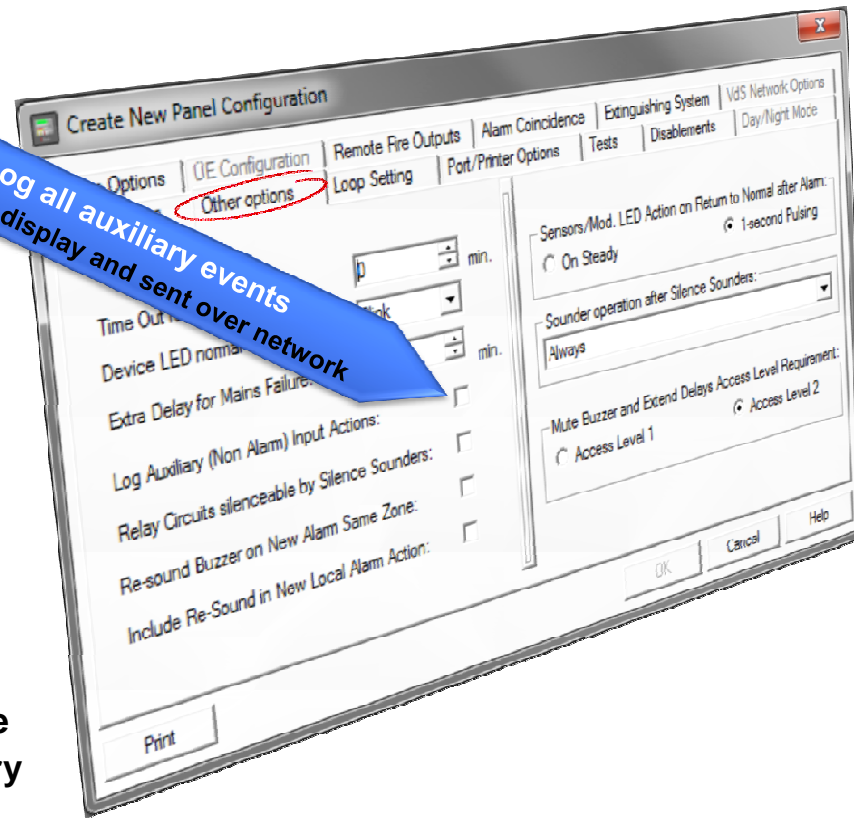 Create New Panel Configuration
X
Options
OE Configuration
Remote Fire Outputs
Alarm Coincidence
Extinguishing System
VdS Network Options
Other options
Loop Setting
Port/Printer Options
Tests
Disablements
Day/Night Mode
og all auxiliary events
display and sent over network
min.
Time Out
Device LED
min.
Extra Delay for Mains Failure:
Log Auxiliary (Non Alarm) Input Actions:
Relay Circuits silenceable by Silence Sounders:
Re-sound Buzzer on New Alarm Same Zone:
Include Re-Sound in New Local Alarm Action:
Sensors/Mod. LED Action on Return to Normal after Alarm:
On Steady
1-second Pulsing
Sounder operation after Silence Sounders:
Always
Mute Buzzer and Extend Delays Access Level Requirement:
Access Level 1
Access Level 2
OK
Cancel
Help
Print
e
ry